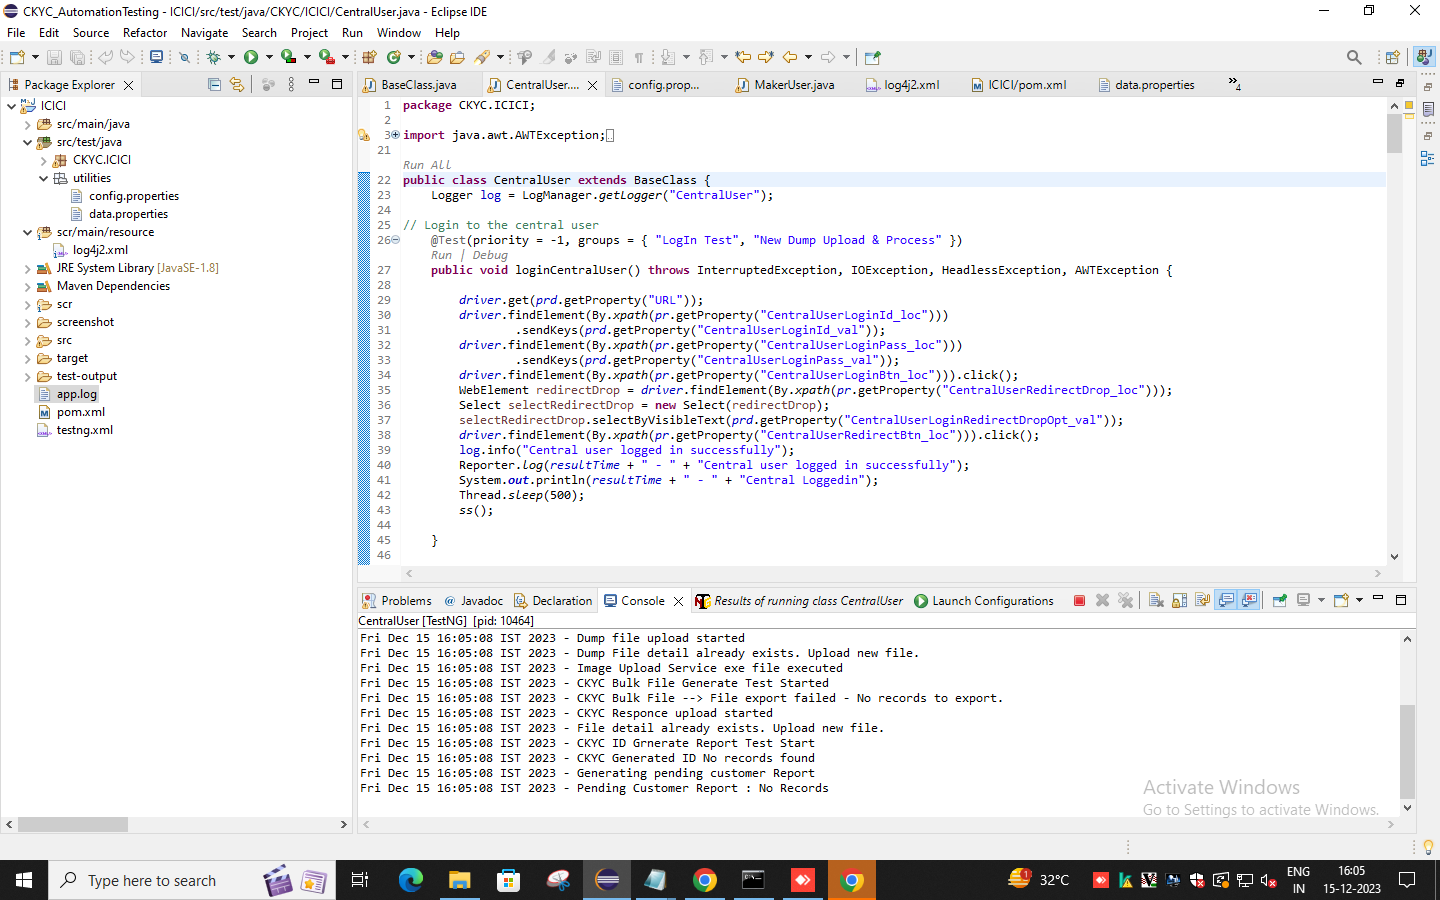 CKYC_AutomationTesting - ICICI/src/test/java/CKYC/ICICI/CentralUser.java - Eclipse IDE
File Edit Source Refactor Navigate Search Project Run Window Help
Package Explorer
ICICI
src/main/java
src/test/java
CKYC.ICICI
utilities
config.properties
data.properties
scr/main/resource
log4j2.xml
JRE System Library [JavaSE-1.8]
Maven Dependencies
scr
screenshot
src
target
test-output
app.log
pom.xml
testng.xml
BaseClass.java CentralUser.... config.prop... MakerUser.java log4j2.xml ICICI/pom.xml data.properties »4
1 package CKYC.ICICI;
2
3 import java.awt.AWTException;
21
Run All
22 public class CentralUser extends BaseClass {
23 Logger log = LogManager.getLogger("CentralUser");
24
25 // Login to the central user
26 @Test(priority = -1, groups = { "LogIn Test", "New Dump Upload & Process" })
Run | Debug
27 public void loginCentralUser() throws InterruptedException, IOException, HeadlessException, AWTException {
28
29 driver.get(prd.getProperty("URL"));
30 driver.findElement(By.xpath(pr.getProperty("CentralUserLoginId_loc")))
31 .sendKeys(prd.getProperty("CentralUserLoginId_val"));
32 driver.findElement(By.xpath(pr.getProperty("CentralUserLoginPass_loc")))
33 .sendKeys(prd.getProperty("CentralUserLoginPass_val"));
34 driver.findElement(By.xpath(pr.getProperty("CentralUserLoginBtn_loc"))).click();
35 WebElement redirectDrop = driver.findElement(By.xpath(pr.getProperty("CentralUserRedirectDrop_loc")));
36 Select selectRedirectDrop = new Select(redirectDrop);
37 selectRedirectDrop.selectByVisibleText(prd.getProperty("CentralUserLoginRedirectDropOpt_val"));
38 driver.findElement(By.xpath(pr.getProperty("CentralUserRedirectBtn_loc"))).click();
39 log.info("Central user logged in successfully");
40 Reporter.log(resultTime + " - " + "Central user logged in successfully");
41 System.out.println(resultTime + " - " + "Central Loggedin");
42 Thread.sleep(500);
43 ss();
44
45 }
46
Problems @ Javadoc Declaration Console Results of running class CentralUser Launch Configurations
CentralUser [TestNG] [pid: 10464]
Fri Dec 15 16:05:08 IST 2023 - Dump file upload started
Fri Dec 15 16:05:08 IST 2023 - Dump File detail already exists. Upload new file.
Fri Dec 15 16:05:08 IST 2023 - Image Upload Service exe file executed
Fri Dec 15 16:05:08 IST 2023 - CKYC Bulk File Generate Test Started
Fri Dec 15 16:05:08 IST 2023 - CKYC Bulk File --> File export failed - No records to export.
Fri Dec 15 16:05:08 IST 2023 - CKYC Responce upload started
Fri Dec 15 16:05:08 IST 2023 - File detail already exists. Upload new file.
Fri Dec 15 16:05:08 IST 2023 - CKYC ID Grnerate Report Test Start
Fri Dec 15 16:05:08 IST 2023 - CKYC Generated ID No records found
Fri Dec 15 16:05:08 IST 2023 - Generating pending customer Report
Fri Dec 15 16:05:08 IST 2023 - Pending Customer Report : No Records
Activate Windows
Go to Settings to activate Windows.
Type here to search
32°C
ENG
IN
16:05
15-12-2023